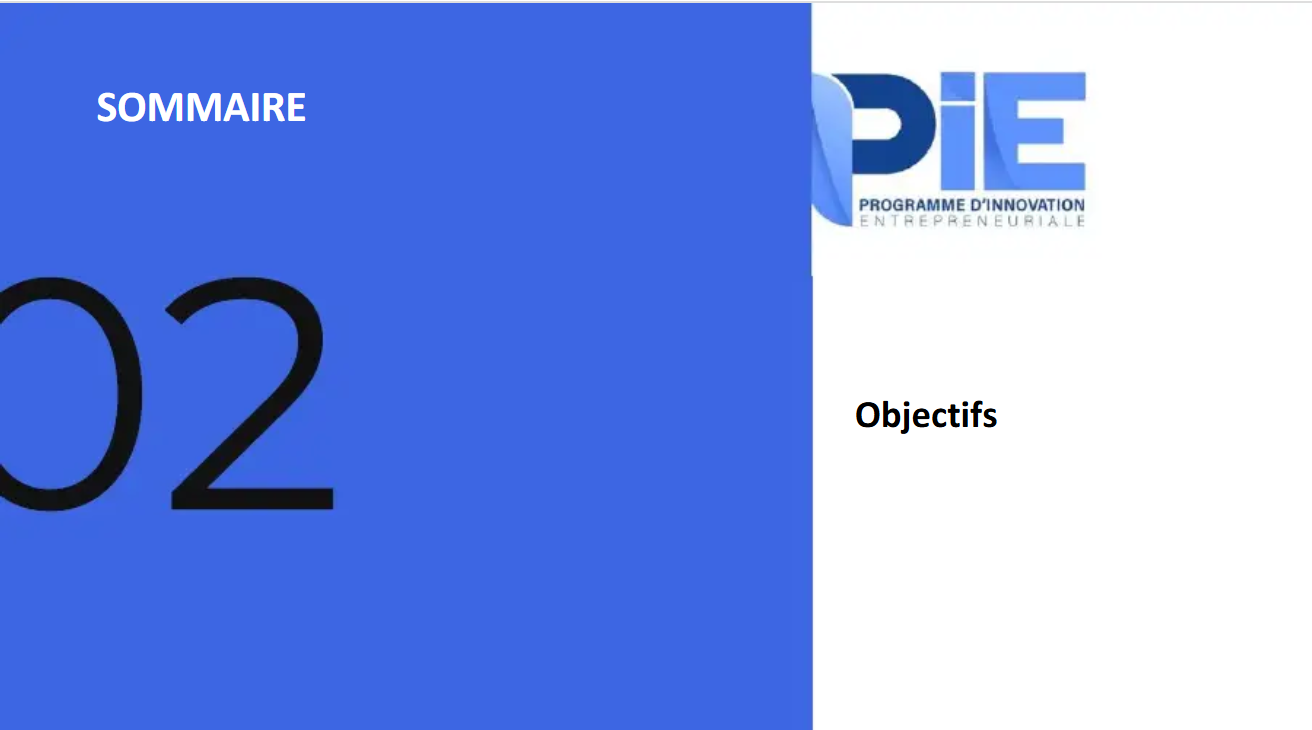 SOMMAIRE
PiE
PROGRAMME D'INNOVATION
ENTREPRENEURIALE
02
Objectifs